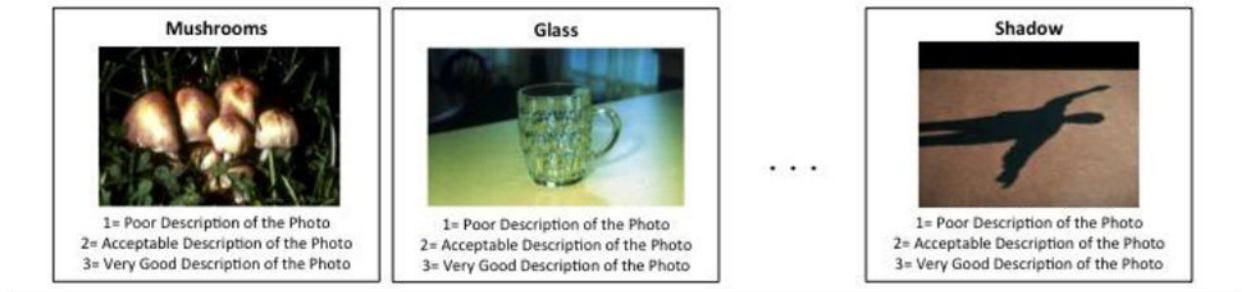 Mushrooms
1= Poor Description of the Photo
2= Acceptable Description of the Photo
3= Very Good Description of the Photo
Glass
1= Poor Description of the Photo
2= Acceptable Description of the Photo
3= Very Good Description of the Photo
. . .
Shadow
1= Poor Description of the Photo
2= Acceptable Description of the Photo
3= Very Good Description of the Photo